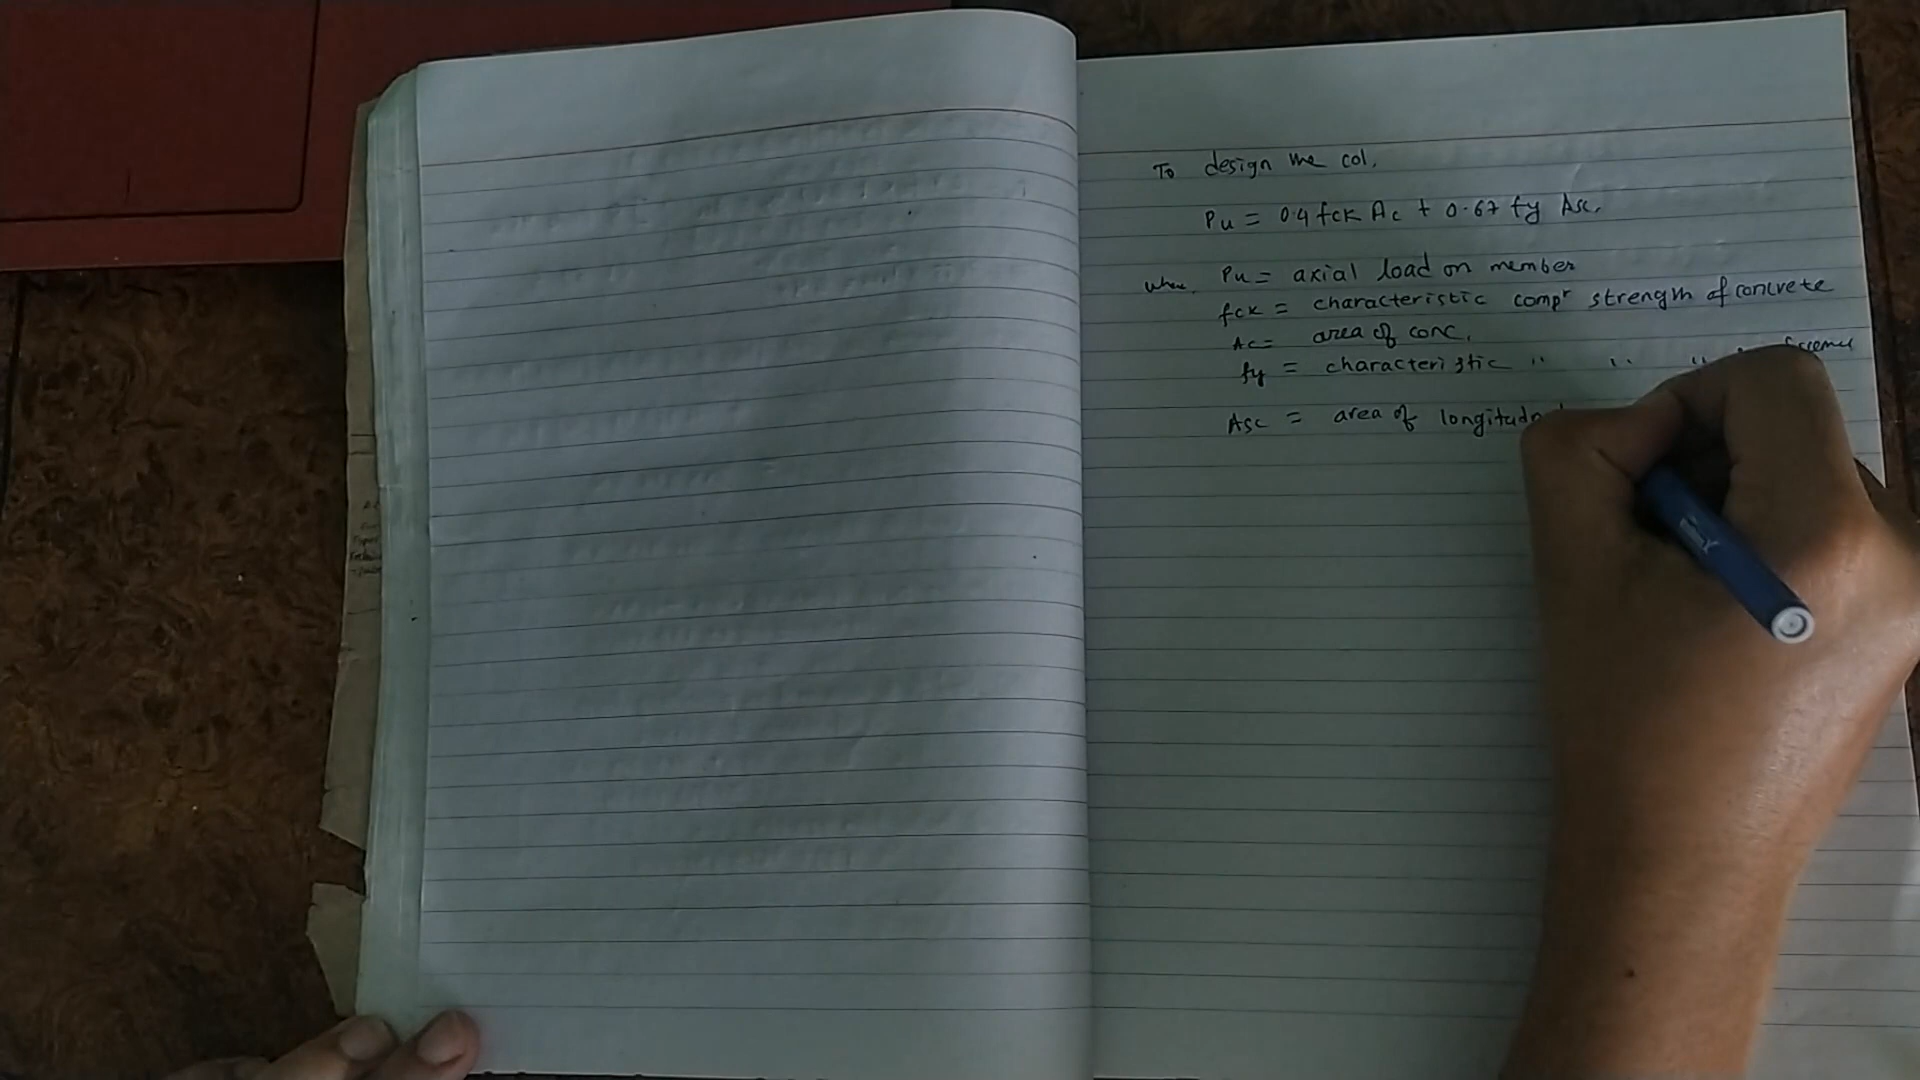 To design the col.
Pu = 0.4 fck Ac + 0.67 fy Asc.
where, Pu = axial load on member
fck = characteristic compr strength of concrete
Ac = area of conc.
fy = characteristic " " "
Asc = area of longitud